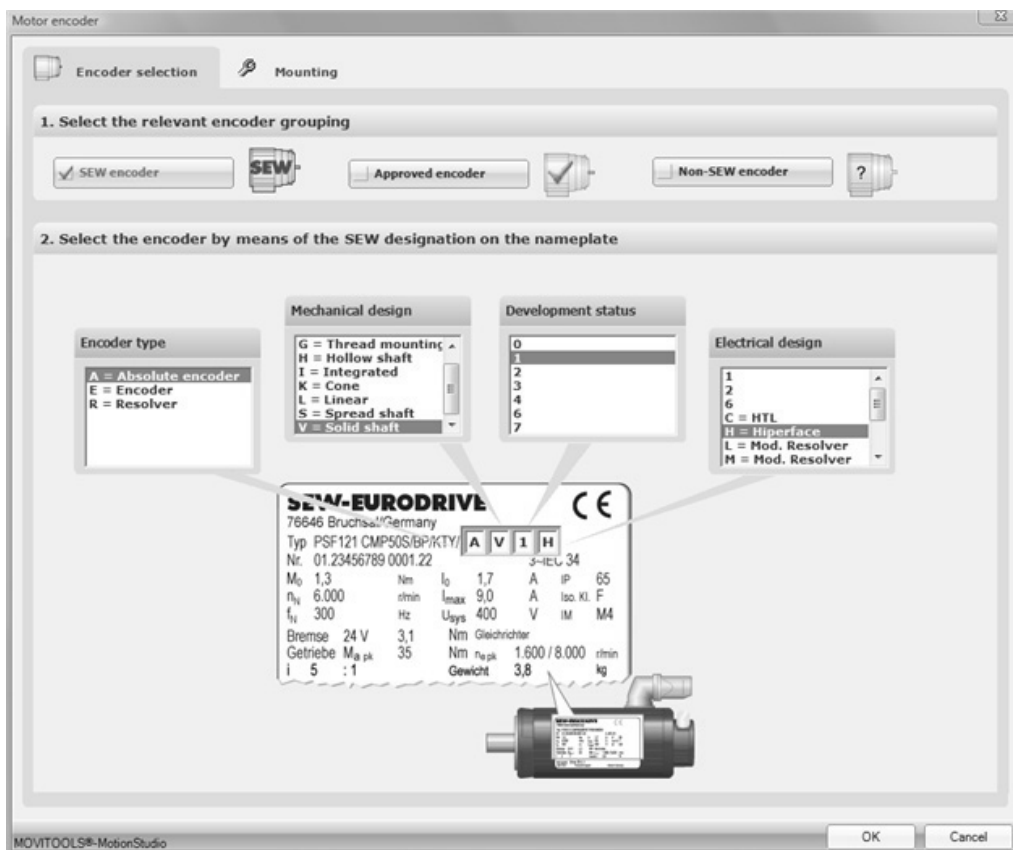 Motor encoder
Encoder selection
Mounting
1. Select the relevant encoder grouping
SEW encoder
SEW
Approved encoder
Non-SEW encoder
?
2. Select the encoder by means of the SEW designation on the nameplate
Encoder type
A = Absolute encoder
E = Encoder
R = Resolver
Mechanical design
G = Thread mounting
H = Hollow shaft
I = Integrated
K = Cone
L = Linear
S = Spread shaft
V = Solid shaft
Development status
0
1
2
3
4
6
7
Electrical design
1
2
6
C = HTL
H = Hiperface
L = Mod. Resolver
M = Mod. Resolver
SEW-EURODRIVE CE
76646 Bruchsal/Germany
Typ PSF121 CMP50S/BP/KTY/ A V 1 H
Nr. 01.23456789 0001.22 3~IEC 34
M0 1,3 Nm I0 1,7 A IP 65
nN 6.000 r/min Imax 9,0 A Iso. Kl. F
fN 300 Hz Usys 400 V IM M4
Bremse 24 V 3,1 Nm Gleichrichter
Getriebe Ma pk 35 Nm ne pk 1.600 / 8.000 r/min
i 5 :1 Gewicht 3,8 kg
SEW-EURODRIVE CE
MOVITOOLS®-MotionStudio
OK
Cancel